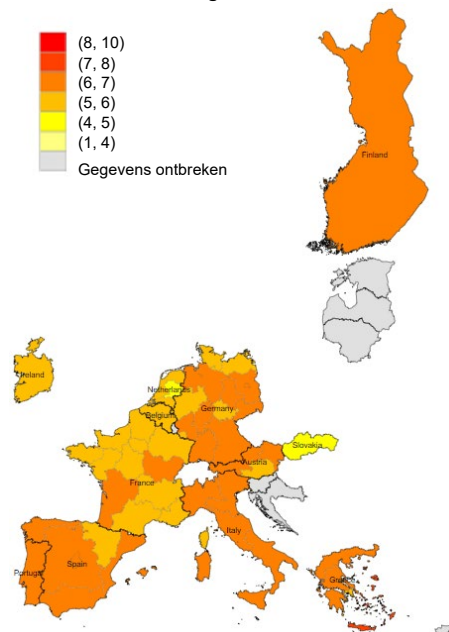 (8, 10)
(7, 8)
(6, 7)
(5, 6)
(4, 5)
(1, 4)
Gegevens ontbreken
Finland
Ireland
Netherlands
Belgium
Germany
Slovakia
Austria
France
Italy
Portugal
Spain
Greece